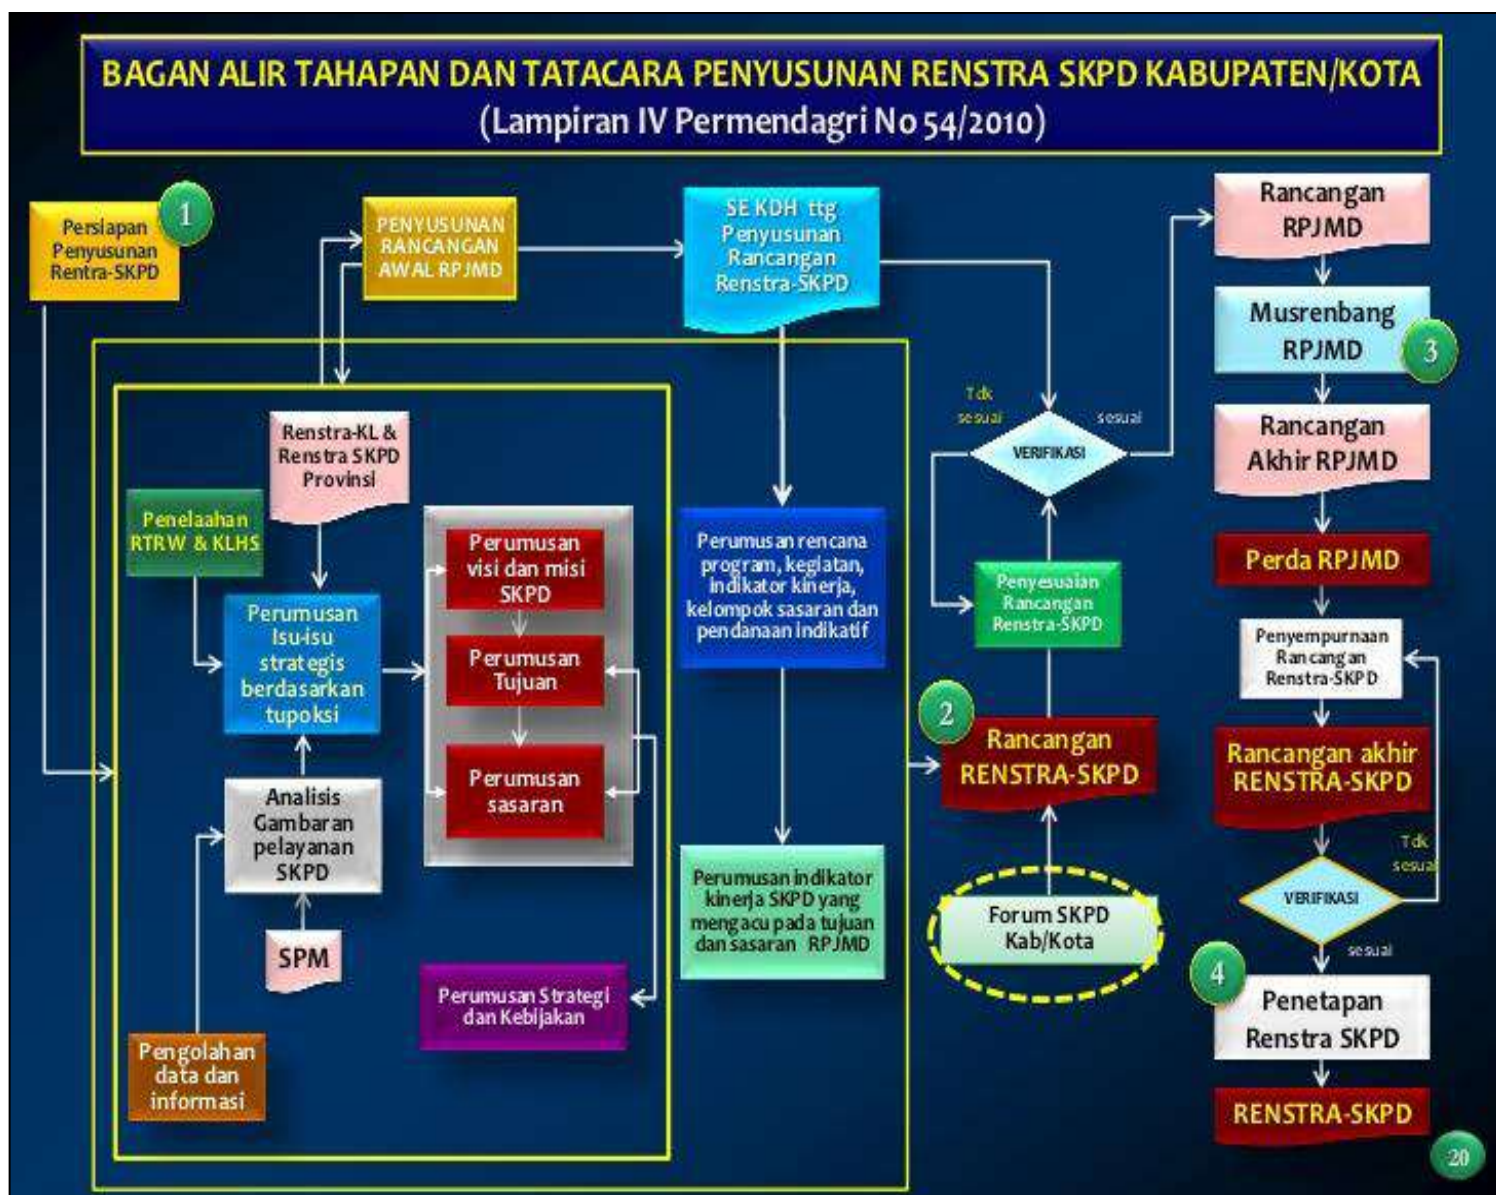 BAGAN ALIR TAHAPAN DAN TATACARA PENYUSUNAN RENSTRA SKPD KABUPATEN/KOTA
(Lampiran IV Permendagri No 54/2010)
1
Persiapan
Penyusunan
Rentra-SKPD
PENYUSUNAN
RANCANGAN
AWAL RPJMD
SE KDH ttg
Penyusunan
Rancangan
Renstra-SKPD
Renstra-KL &
Renstra SKPD
Provinsi
Penelaahan
RTRW & KLHS
Perumusan
Isu-isu
strategis
berdasarkan
tupoksi
Analisis
Gambaran
pelayanan
SKPD
SPM
Pengolahan
data dan
informasi
Perumusan
visi dan misi
SKPD
Perumusan
Tujuan
Perumusan
sasaran
Perumusan Strategi
dan Kebijakan
Perumusan rencana
program, kegiatan,
indikator kinerja,
kelompok sasaran dan
pendanaan indikatif
Perumusan indikator
kinerja SKPD yang
mengacu pada tujuan
dan sasaran RPJMD
Tdk
sesuai
sesuai
VERIFIKASI
Penyesuaian
Rancangan
Renstra-SKPD
2
Rancangan
RENSTRA-SKPD
Forum SKPD
Kab/Kota
Rancangan
RPJMD
Musrenbang
RPJMD
3
Rancangan
Akhir RPJMD
Perda RPJMD
Penyempurnaan
Rancangan
Renstra-SKPD
Rancangan akhir
RENSTRA-SKPD
Tdk
sesuai
VERIFIKASI
sesuai
4
Penetapan
Renstra SKPD
RENSTRA-SKPD
20